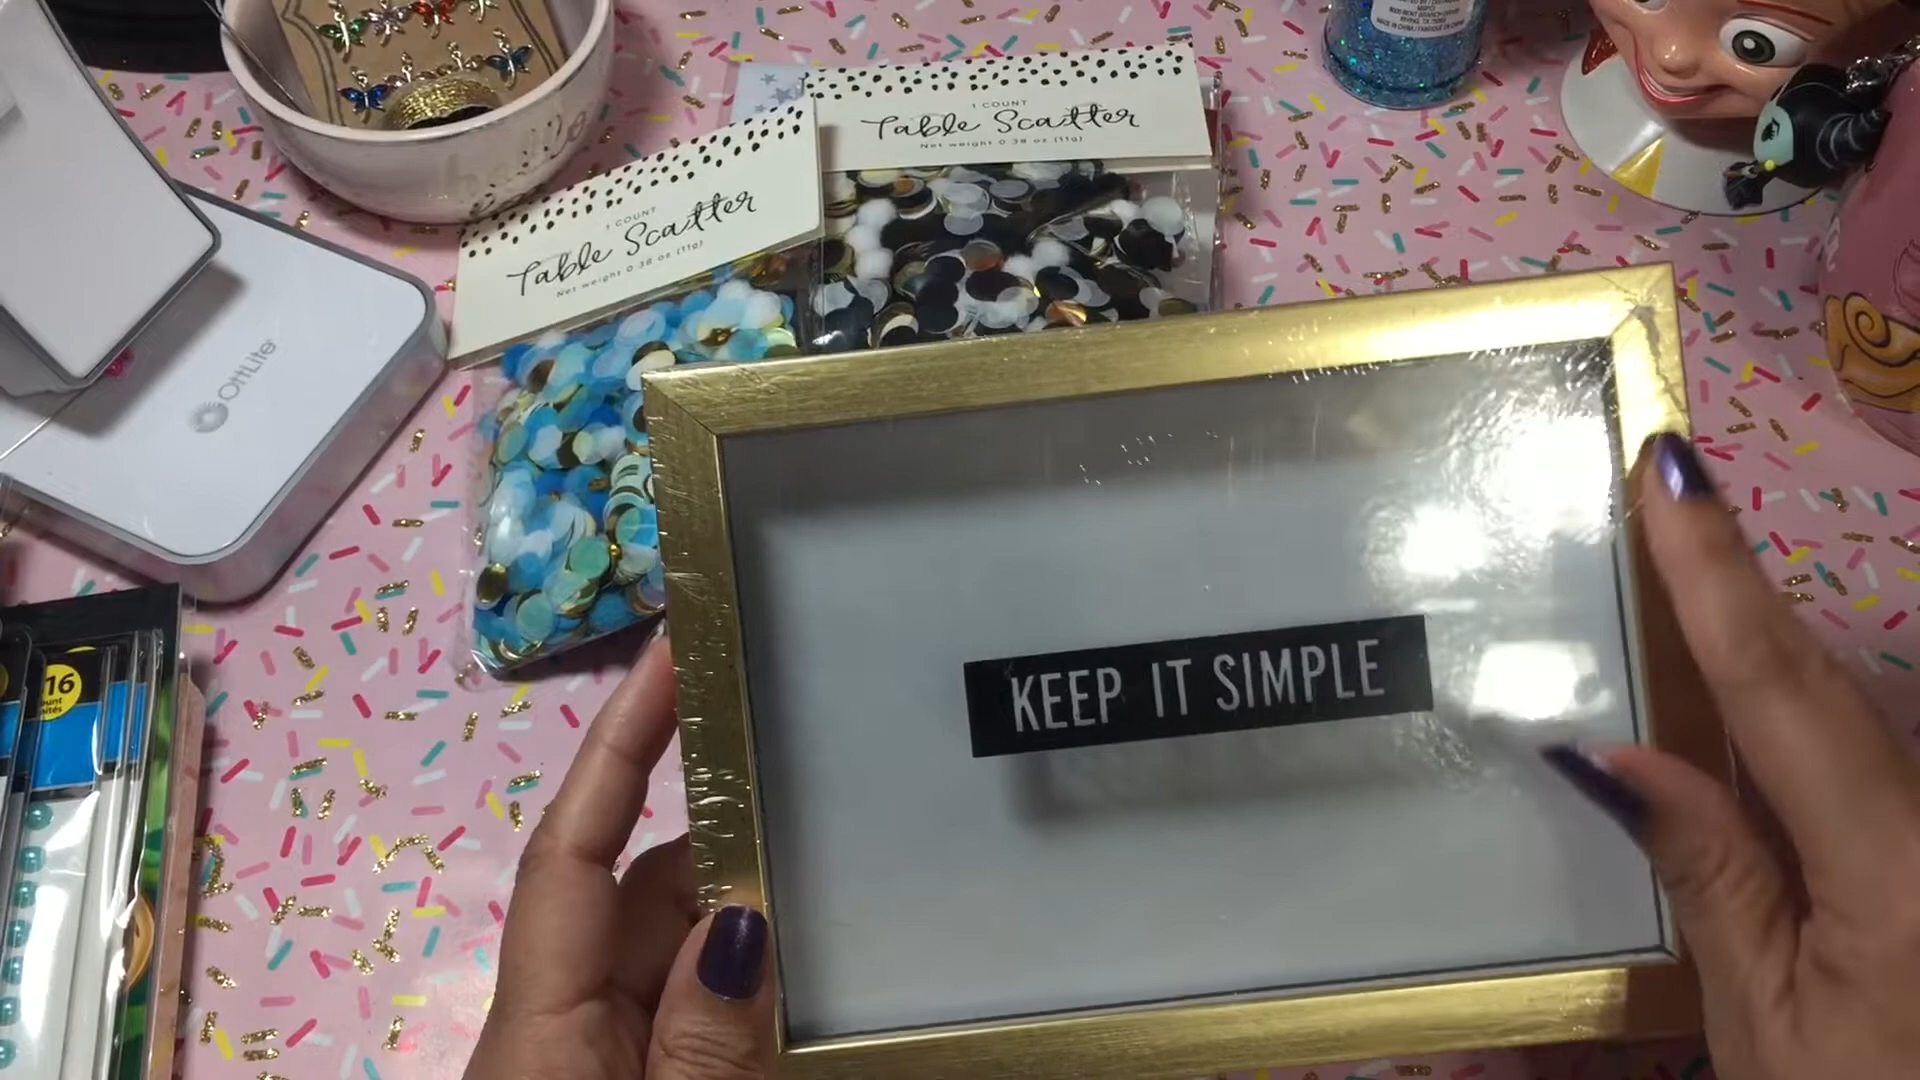 1 COUNT
Table Scatter
Net weight 0.38 oz (11g)
1 COUNT
Table Scatter
Net weight 0.38 oz (11g)
OttLite
KEEP IT SIMPLE
16